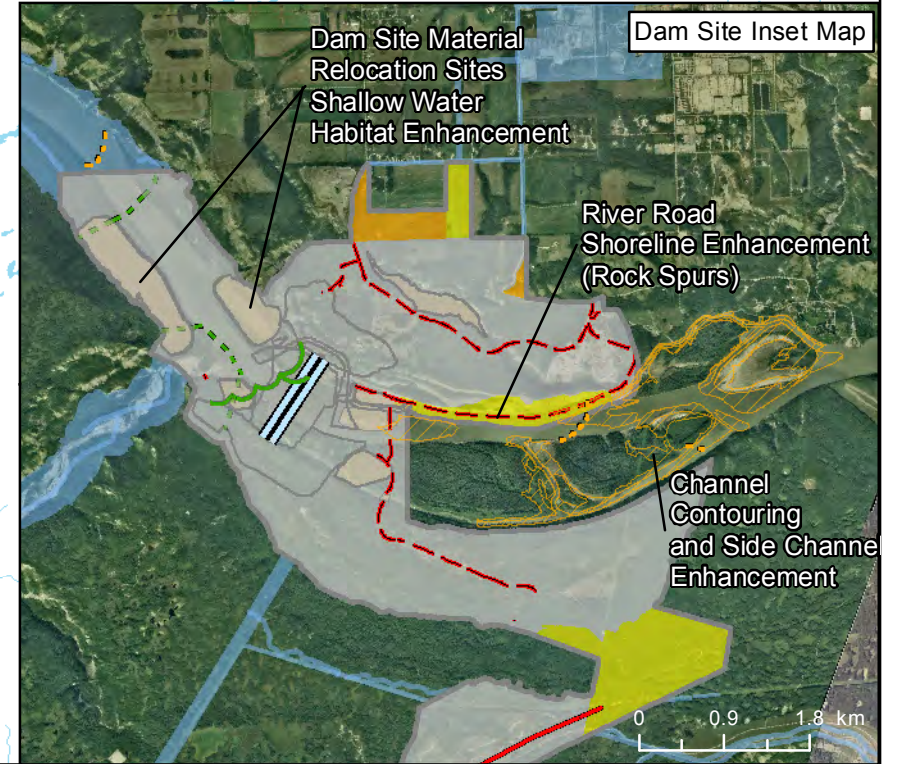 Dam Site Inset Map
Dam Site Material
Relocation Sites
Shallow Water
Habitat Enhancement
River Road
Shoreline Enhancement
(Rock Spurs)
Channel
Contouring
and Side Channel
Enhancement
0 0.9 1.8 km